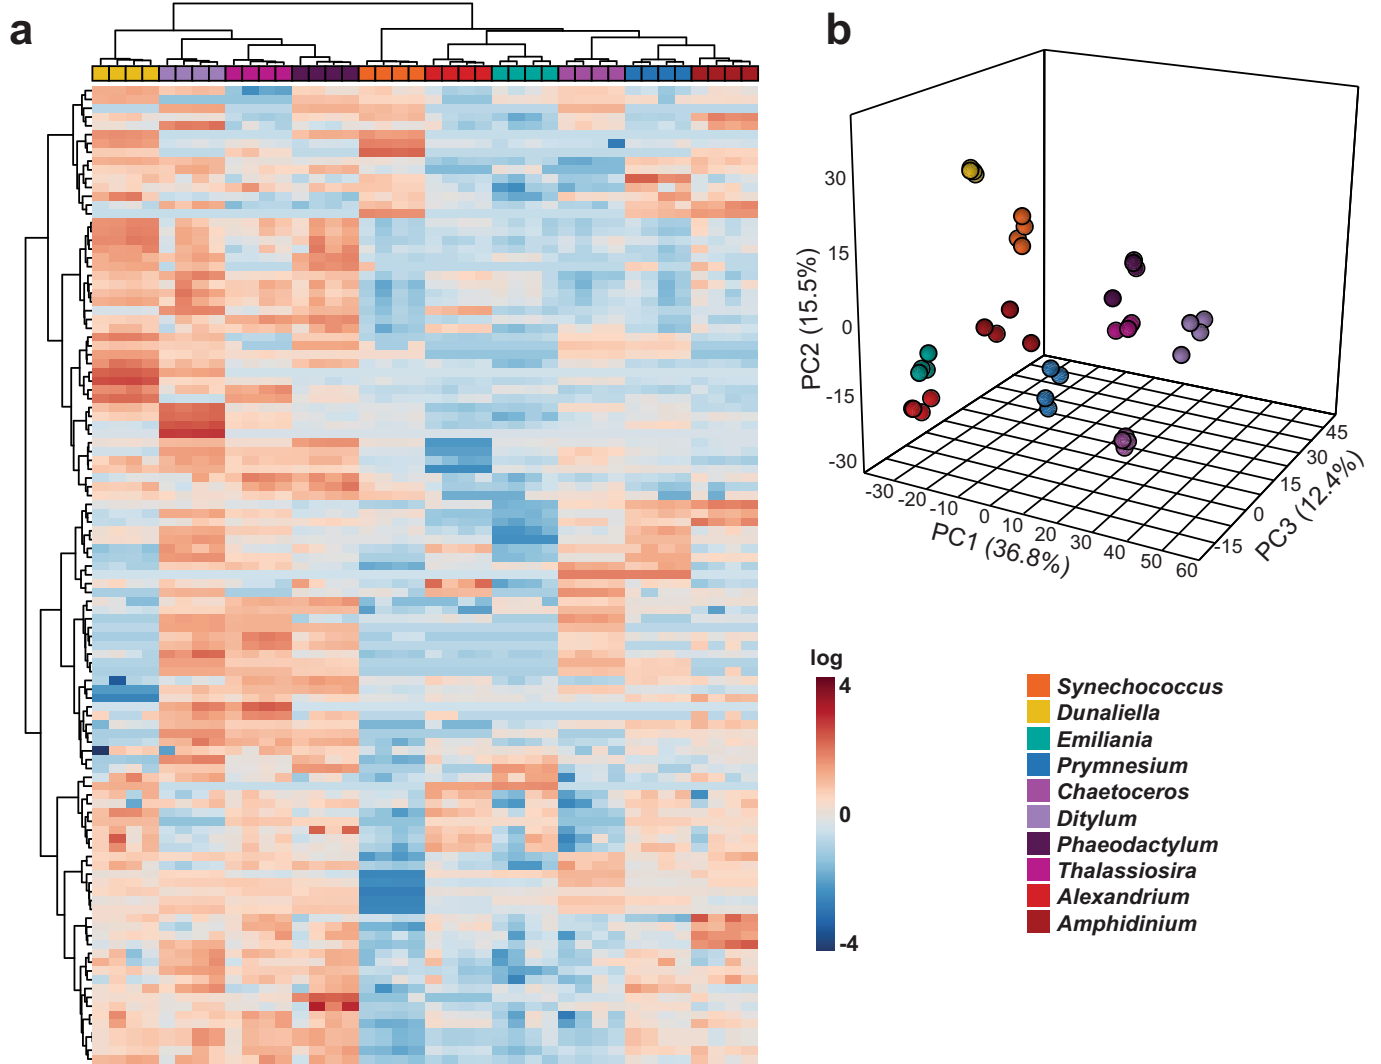 a
b
30
15
0
-15
-30
PC2 (15.5%)
-30
-20
-10
0
10
20
30
40
50
60
PC1 (36.8%)
45
30
15
0
-15
PC3 (12.4%)
log
4
0
-4
Synechococcus
Dunaliella
Emiliania
Prymnesium
Chaetoceros
Ditylum
Phaeodactylum
Thalassiosira
Alexandrium
Amphidinium